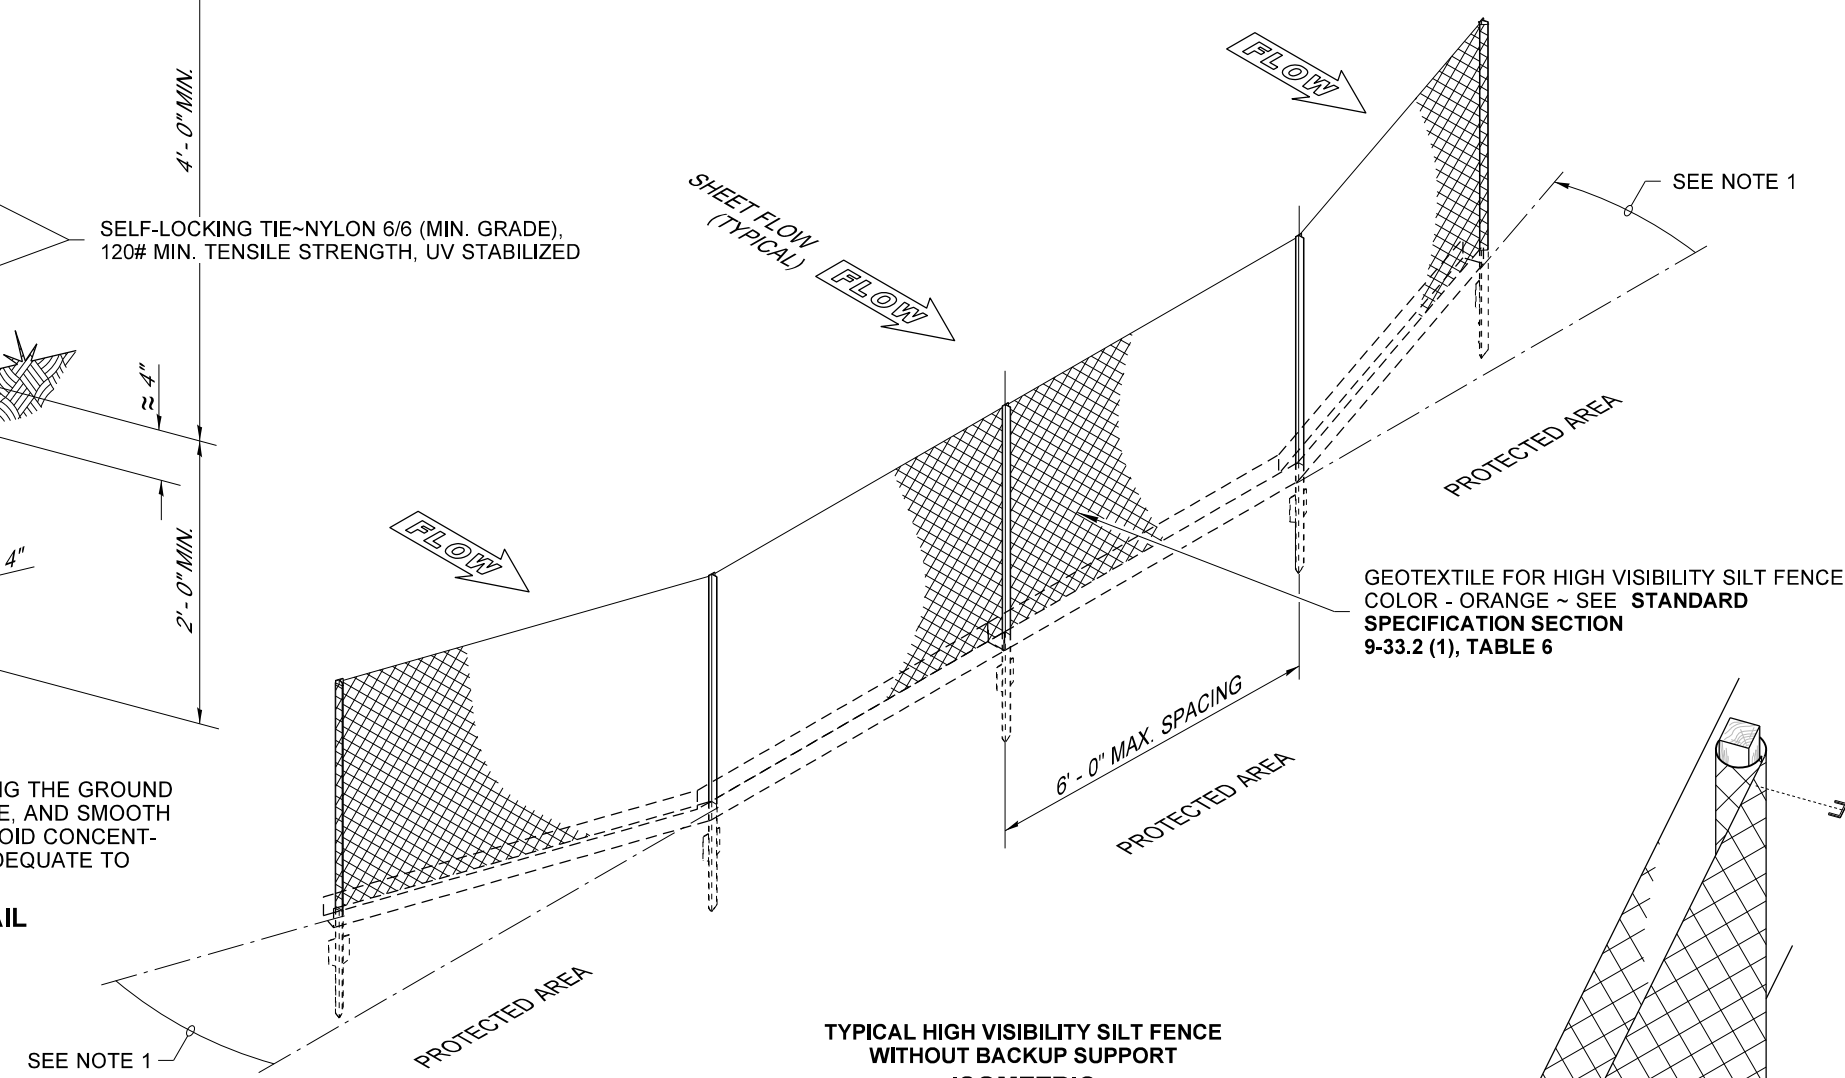 4'- 0" MIN.
SELF-LOCKING TIE~NYLON 6/6 (MIN. GRADE),
120# MIN. TENSILE STRENGTH, UV STABILIZED
≈ 4"
4"
2'- 0" MIN.
SHEET FLOW
(TYPICAL)
FLOW
FLOW
FLOW
SEE NOTE 1
PROTECTED AREA
GEOTEXTILE FOR HIGH VISIBILITY SILT FENCE
COLOR - ORANGE ~ SEE STANDARD
SPECIFICATION SECTION
9-33.2 (1), TABLE 6
6' - 0" MAX. SPACING
PROTECTED AREA
THE GROUND
AND SMOOTH
CONCENT-
TO
PROTECTED AREA
SEE NOTE 1
TYPICAL HIGH VISIBILITY SILT FENCE
WITHOUT BACKUP SUPPORT